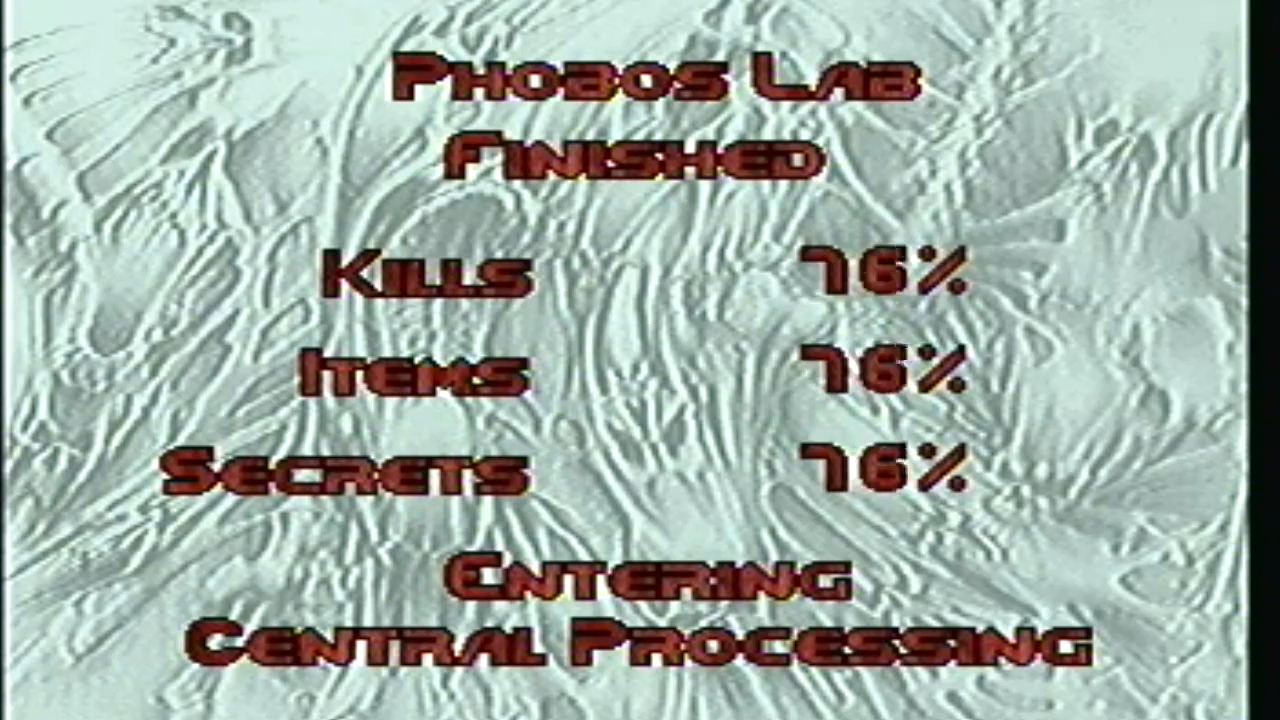 Phobos Lab
Finished
Kills 76%
Items 76%
Secrets 76%
Entering
Central Processing